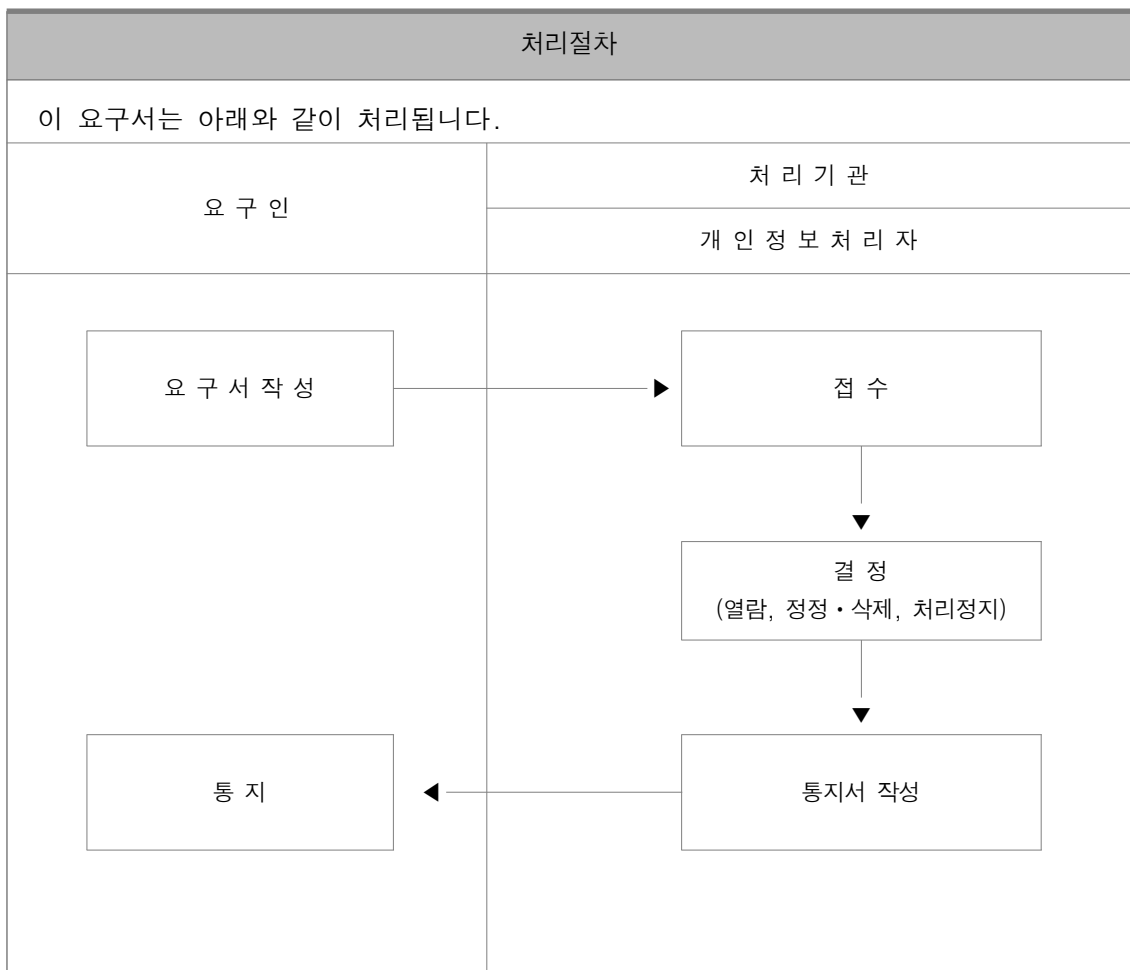 처리절차
이 요구서는 아래와 같이 처리됩니다.
요 구 인
처 리 기 관
개 인 정 보 처 리 자
요 구 서 작 성
접 수
결 정
(열람, 정정・삭제, 처리정지)
통 지
통지서 작성